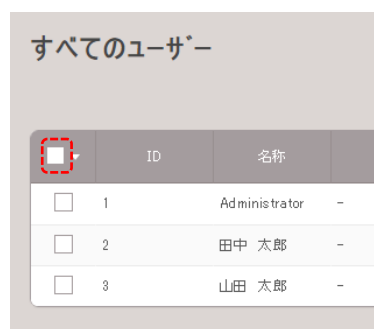 すべてのユーザー
ID 名称
1 Administrator -
2 田中 太郎 -
3 山田 太郎 -